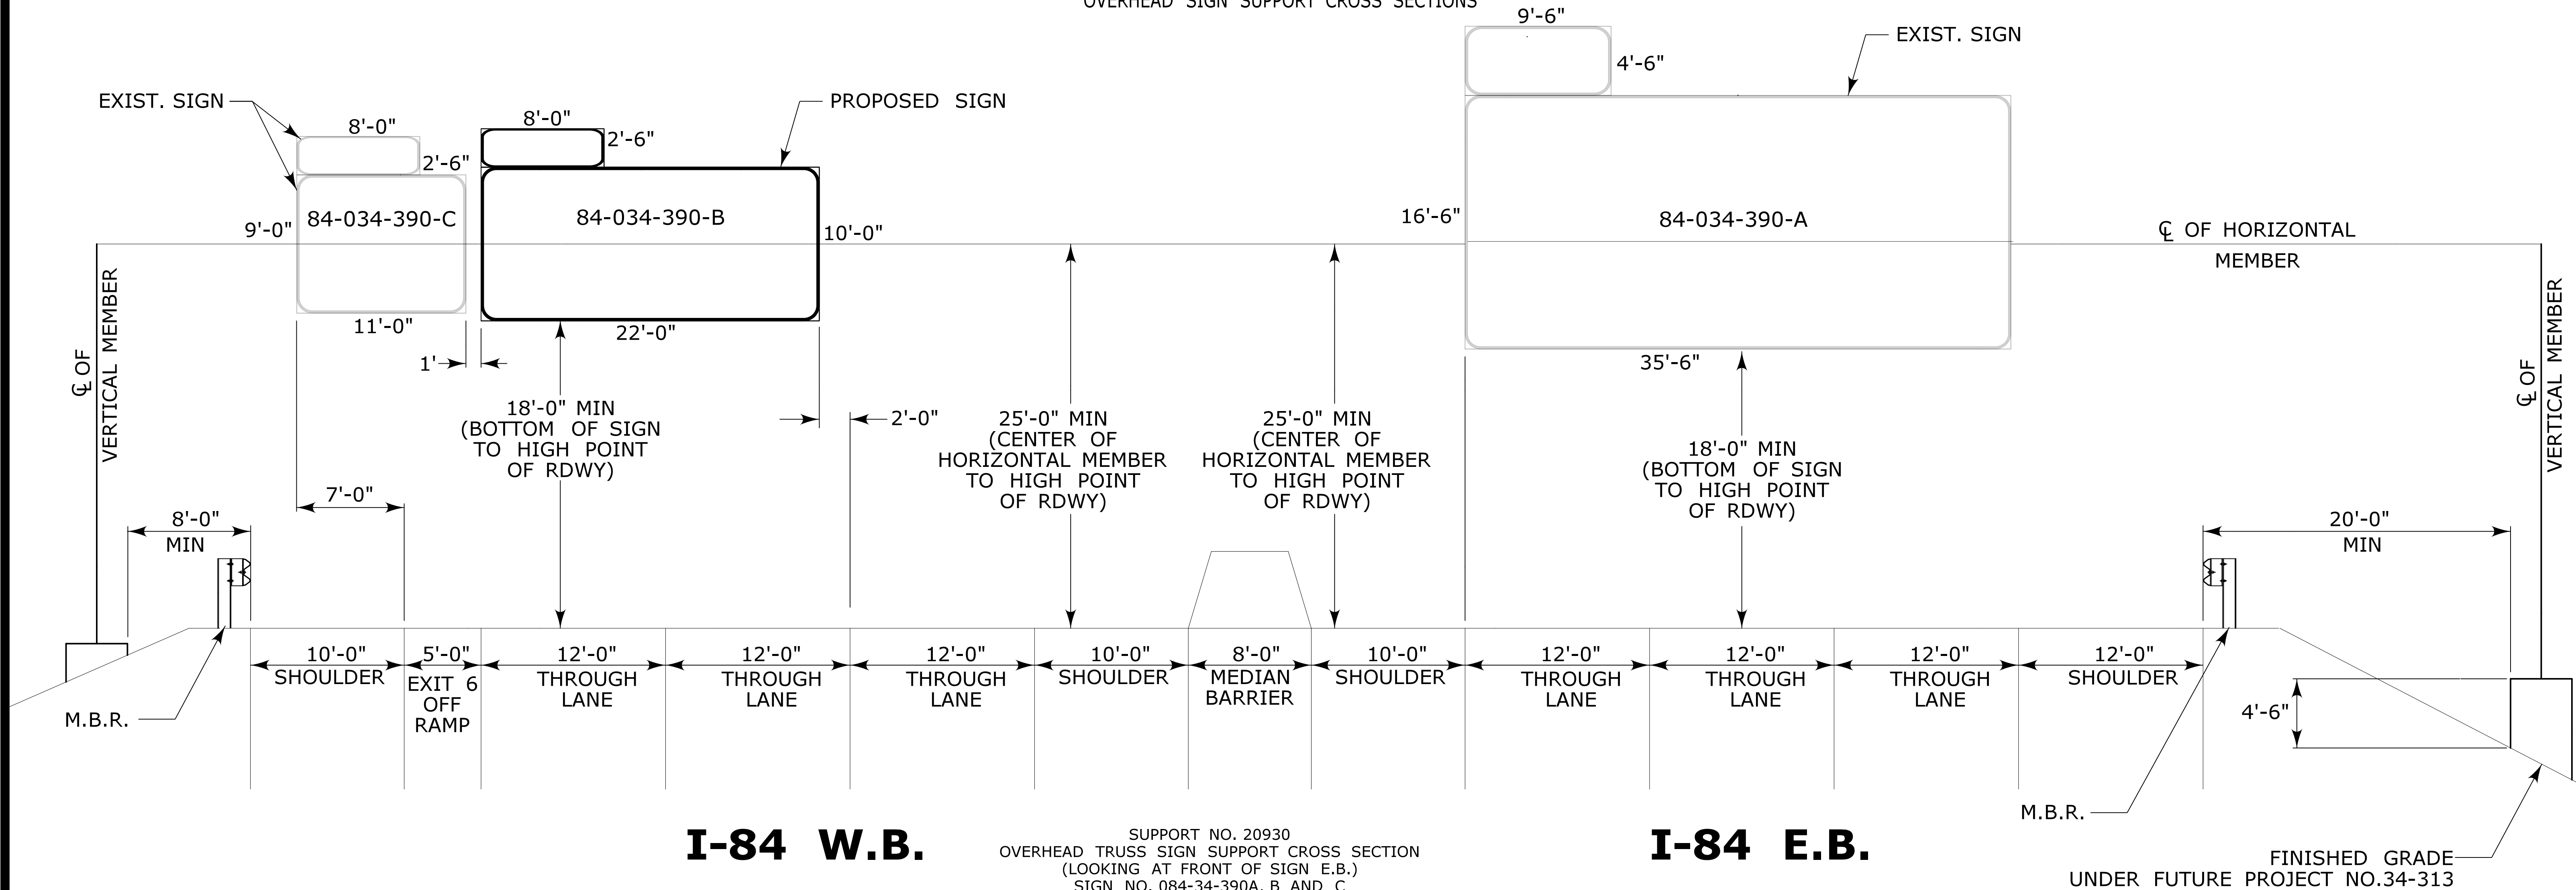 OVERHEAD SIGN SUPPORT CROSS SECTIONS
9'-6"
4'-6"
EXIST. SIGN
EXIST. SIGN
8'-0"
2'-6"
8'-0"
2'-6"
PROPOSED SIGN
84-034-390-C
84-034-390-B
84-034-390-A
9'-0"
10'-0"
16'-6"
℄ OF HORIZONTAL
MEMBER
11'-0"
22'-0"
35'-6"
1'
℄ OF
VERTICAL MEMBER
℄ OF
VERTICAL MEMBER
18'-0" MIN
(BOTTOM OF SIGN
TO HIGH POINT
OF RDWY)
2'-0"
25'-0" MIN
(CENTER OF
HORIZONTAL MEMBER
TO HIGH POINT
OF RDWY)
25'-0" MIN
(CENTER OF
HORIZONTAL MEMBER
TO HIGH POINT
OF RDWY)
18'-0" MIN
(BOTTOM OF SIGN
TO HIGH POINT
OF RDWY)
7'-0"
8'-0"
MIN
20'-0"
MIN
10'-0"
SHOULDER
5'-0"
EXIT 6
OFF
RAMP
12'-0"
THROUGH
LANE
12'-0"
THROUGH
LANE
12'-0"
THROUGH
LANE
10'-0"
SHOULDER
8'-0"
MEDIAN
BARRIER
10'-0"
SHOULDER
12'-0"
THROUGH
LANE
12'-0"
THROUGH
LANE
12'-0"
THROUGH
LANE
12'-0"
SHOULDER
M.B.R.
4'-6"
M.B.R.
I-84 W.B.
SUPPORT NO. 20930
OVERHEAD TRUSS SIGN SUPPORT CROSS SECTION
(LOOKING AT FRONT OF SIGN E.B.)
SIGN NO. 084-34-390A, B AND C
I-84 E.B.
FINISHED GRADE
UNDER FUTURE PROJECT NO.34-313